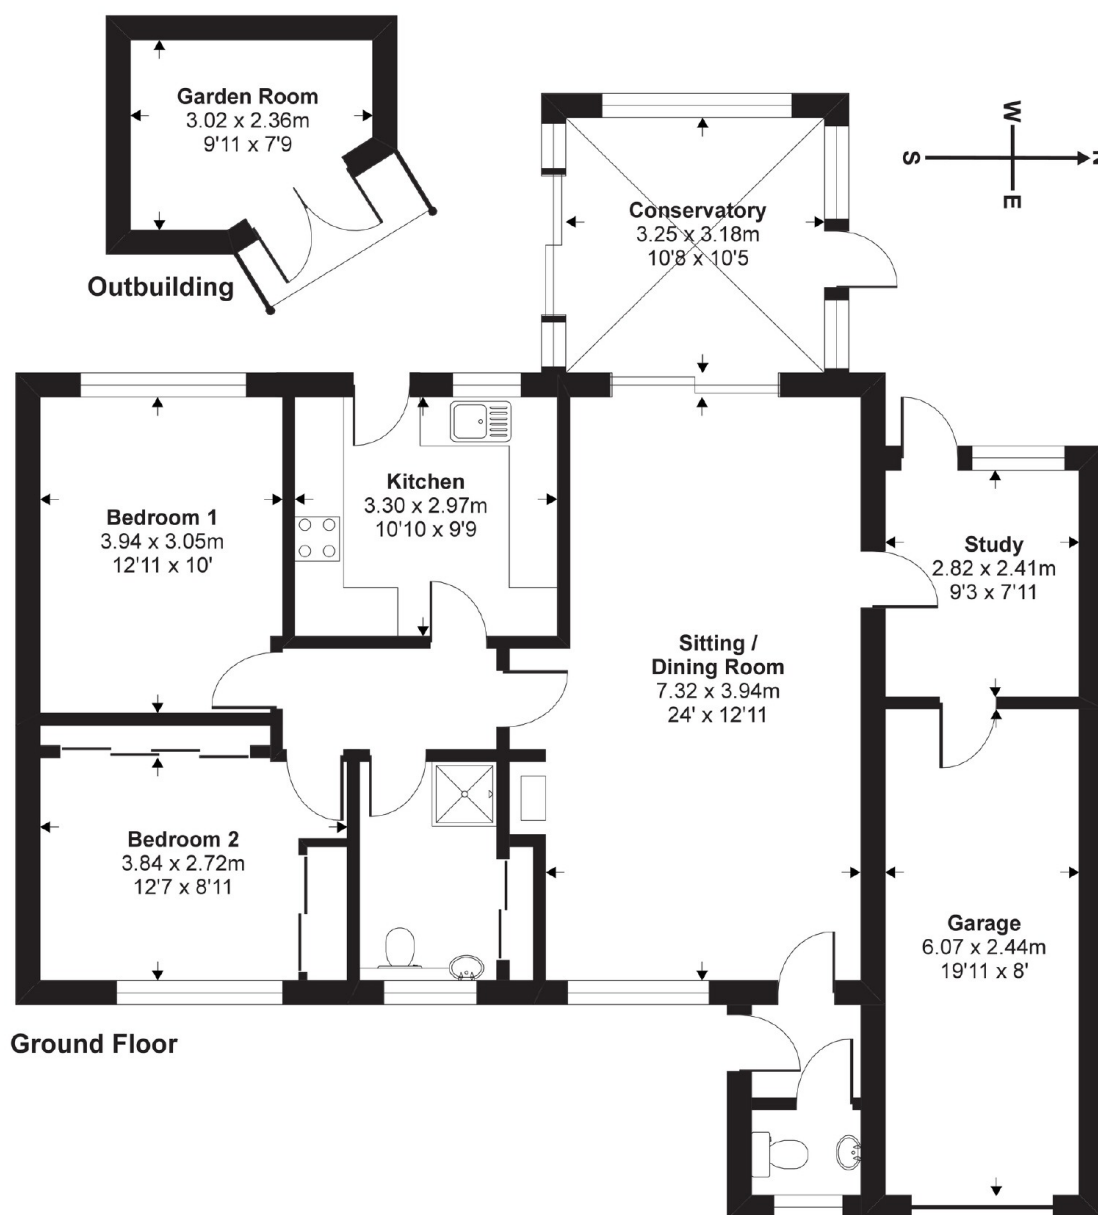 Garden Room
3.02 x 2.36m
9'11 x 7'9
Outbuilding
Conservatory
3.25 x 3.18m
10'8 x 10'5
W
S
N
E
Kitchen
3.30 x 2.97m
10'10 x 9'9
Bedroom 1
3.94 x 3.05m
12'11 x 10'
Study
2.82 x 2.41m
9'3 x 7'11
Sitting /
Dining Room
7.32 x 3.94m
24' x 12'11
Bedroom 2
3.84 x 2.72m
12'7 x 8'11
Garage
6.07 x 2.44m
19'11 x 8'
Ground Floor